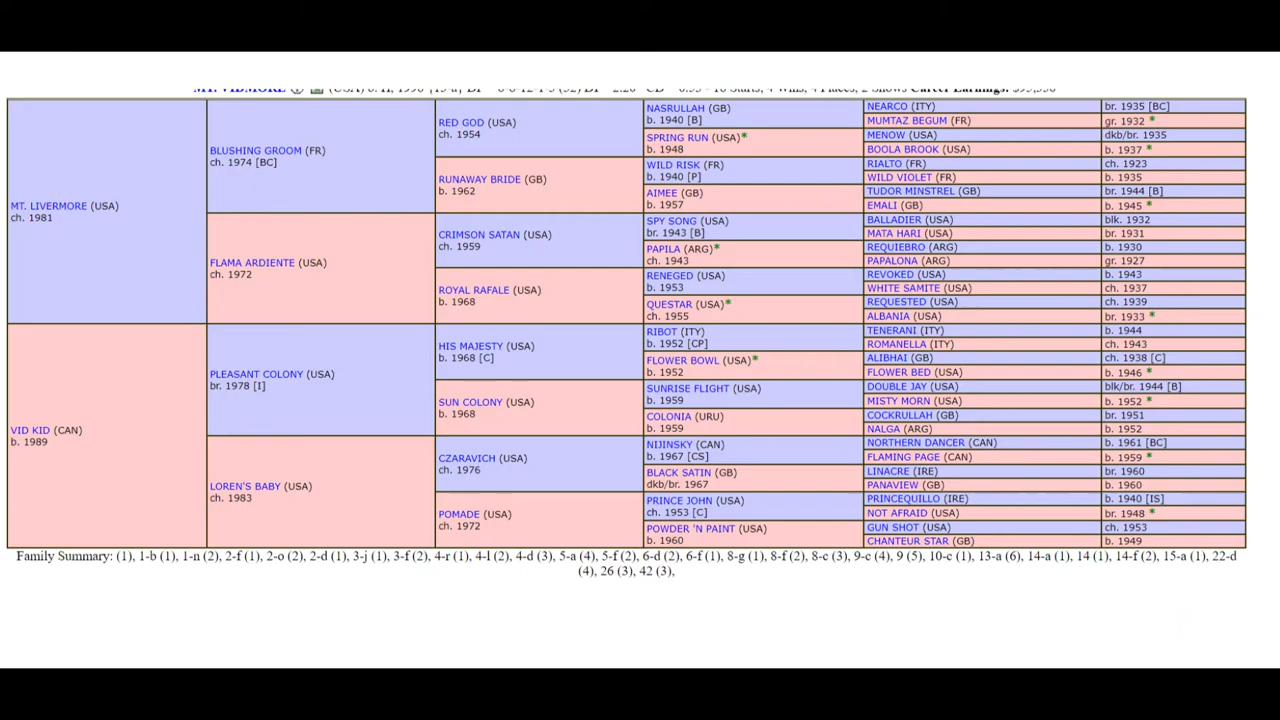 MT. LIVERMORE (USA)
ch. 1981
VID KID (CAN)
b. 1989
BLUSHING GROOM (FR)
ch. 1974 [BC]
FLAMA ARDIENTE (USA)
ch. 1972
PLEASANT COLONY (USA)
br. 1978 [I]
LOREN'S BABY (USA)
ch. 1983
RED GOD (USA)
ch. 1954
RUNAWAY BRIDE (GB)
b. 1962
CRIMSON SATAN (USA)
ch. 1959
ROYAL RAFALE (USA)
b. 1968
HIS MAJESTY (USA)
b. 1968 [C]
SUN COLONY (USA)
b. 1968
CZARAVICH (USA)
ch. 1976
POMADE (USA)
ch. 1972
NASRULLAH (GB)
b. 1940 [B]
SPRING RUN (USA)*
b. 1948
WILD RISK (FR)
b. 1940 [P]
AIMEE (GB)
b. 1957
SPY SONG (USA)
br. 1943 [B]
PAPILA (ARG)*
ch. 1943
RENEGED (USA)
b. 1953
QUESTAR (USA)*
ch. 1955
RIBOT (ITY)
b. 1952 [CP]
FLOWER BOWL (USA)*
b. 1952
SUNRISE FLIGHT (USA)
b. 1959
COLONIA (URU)
b. 1959
NIJINSKY (CAN)
b. 1967 [CS]
BLACK SATIN (GB)
dkb/br. 1967
PRINCE JOHN (USA)
ch. 1953 [C]
POWDER 'N PAINT (USA)
b. 1960
NEARCO (ITY) br. 1935 [BC]
MUMTAZ BEGUM (FR) gr. 1932 *
MENOW (USA) dkb/br. 1935
BOOLA BROOK (USA) b. 1937 *
RIALTO (FR) ch. 1923
WILD VIOLET (FR) b. 1935
TUDOR MINSTREL (GB) br. 1944 [B]
EMALI (GB) b. 1945 *
BALLADIER (USA) blk. 1932
MATA HARI (USA) br. 1931
REQUIEBRO (ARG) b. 1930
PAPALONA (ARG) gr. 1927
REVOKED (USA) b. 1943
WHITE SAMITE (USA) ch. 1937
REQUESTED (USA) ch. 1939
ALBANIA (USA) br. 1933 *
TENERANI (ITY) b. 1944
ROMANELLA (ITY) ch. 1943
ALIBHAI (GB) ch. 1938 [C]
FLOWER BED (USA) b. 1946 *
DOUBLE JAY (USA) blk/br. 1944 [B]
MISTY MORN (USA) b. 1952 *
COCKRULLAH (GB) br. 1951
NALGA (ARG) b. 1952
NORTHERN DANCER (CAN) b. 1961 [BC]
FLAMING PAGE (CAN) b. 1959 *
LINACRE (IRE) br. 1960
PANAVIEW (GB) b. 1960
PRINCEQUILLO (IRE) b. 1940 [IS]
NOT AFRAID (USA) br. 1948 *
GUN SHOT (USA) ch. 1953
CHANTEUR STAR (GB) b. 1949
Family Summary: (1), 1-b (1), 1-n (2), 2-f (1), 2-o (2), 2-d (1), 3-j (1), 3-f (2), 4-r (1), 4-l (2), 4-d (3), 5-a (4), 5-f (2), 6-d (2), 6-f (1), 8-g (1), 8-f (2), 8-c (3), 9-c (4), 9 (5), 10-c (1), 13-a (6), 14-a (1), 14 (1), 14-f (2), 15-a (1), 22-d
(4), 26 (3), 42 (3),